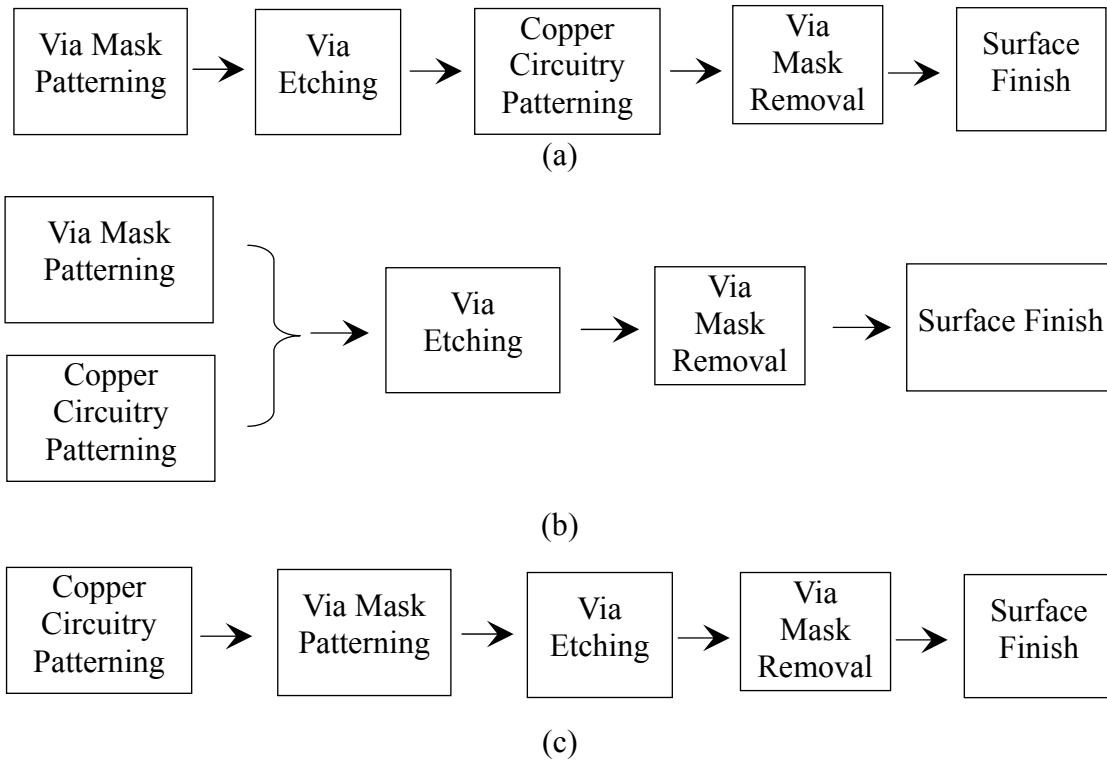 Via Mask
Patterning
Via
Etching
Copper
Circuitry
Patterning
Via
Mask
Removal
Surface
Finish
(a)
Via Mask
Patterning
Copper
Circuitry
Patterning
Via
Etching
Via
Mask
Removal
Surface Finish
(b)
Copper
Circuitry
Patterning
Via Mask
Patterning
Via
Etching
Via
Mask
Removal
Surface
Finish
(c)